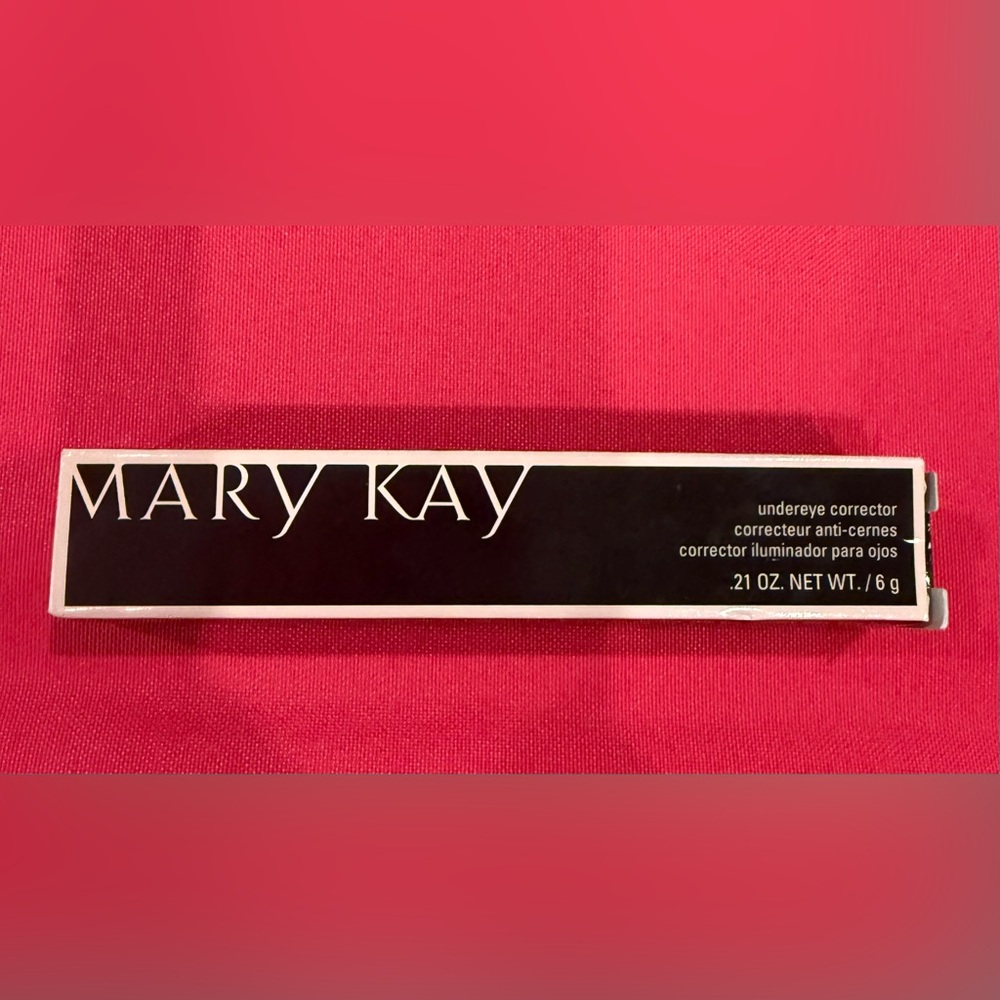 MARY KAY
undereye corrector
correcteur anti-cernes
corrector iluminador para ojos
.21 OZ. NET WT. / 6 g